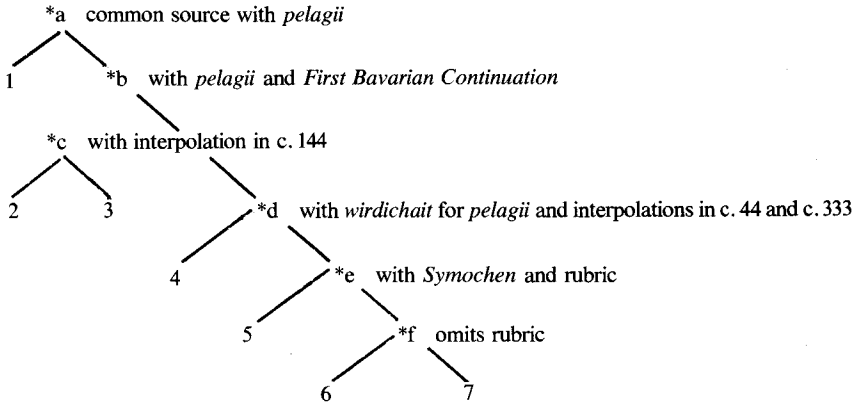 *a common source with pelagii
1 *b with pelagii and First Bavarian Continuation
*c with interpolation in c. 144
2 3 *d with wirdichait for pelagii and interpolations in c. 44 and c. 333
4 *e with Symochen and rubric
5 *f omits rubric
6 7